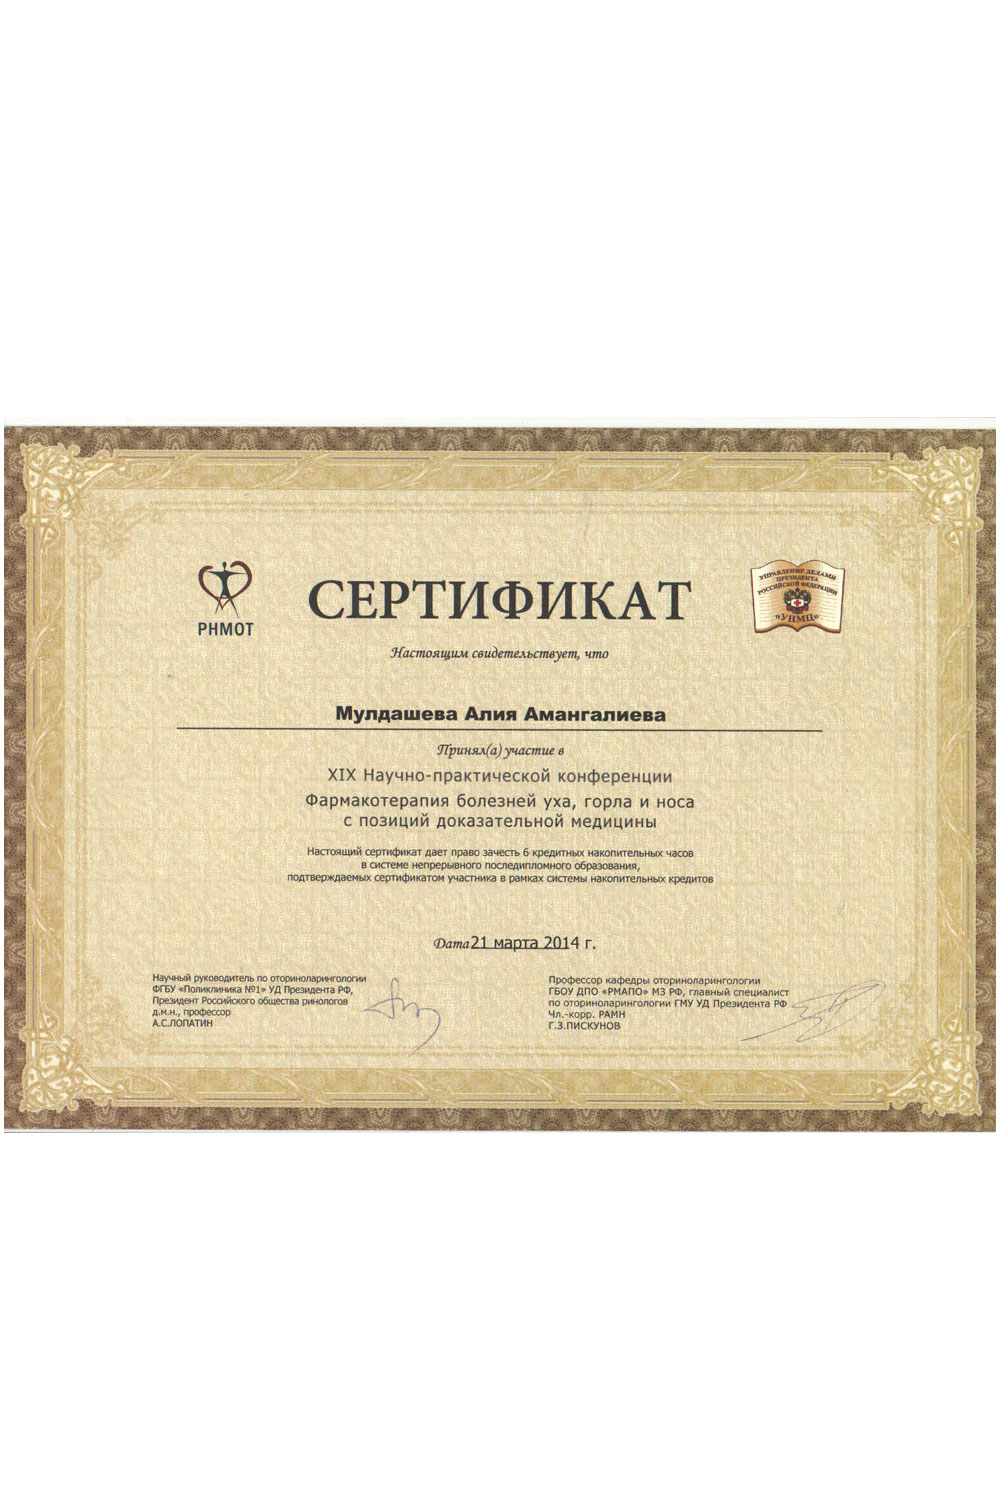 РНМОТ
СЕРТИФИКАТ
УПРАВЛЕНИЕ ДЕЛАМИ
ПРЕЗИДЕНТА
РОССИЙСКОЙ ФЕДЕРАЦИИ
«УНМЦ»
Настоящим свидетельствует, что
Мулдашева Алия Амангалиева
Принял(а) участие в
XIX Научно-практической конференции
Фармакотерапия болезней уха, горла и носа
с позиций доказательной медицины
Настоящий сертификат дает право зачесть 6 кредитных накопительных часов
в системе непрерывного последипломного образования,
подтверждаемых сертификатом участника в рамках системы накопительных кредитов
Дата 21 марта 2014 г.
Научный руководитель по оториноларингологии
ФГБУ «Поликлиника №1» УД Президента РФ,
Президент Российского общества ринологов
д.м.н., профессор
А.С.ЛОПАТИН
Профессор кафедры оториноларингологии
ГБОУ ДПО «РМАПО» МЗ РФ, главный специалист
по оториноларингологии ГМУ УД Президента РФ
Чл.-корр. РАМН
Г.З.ПИСКУНОВ